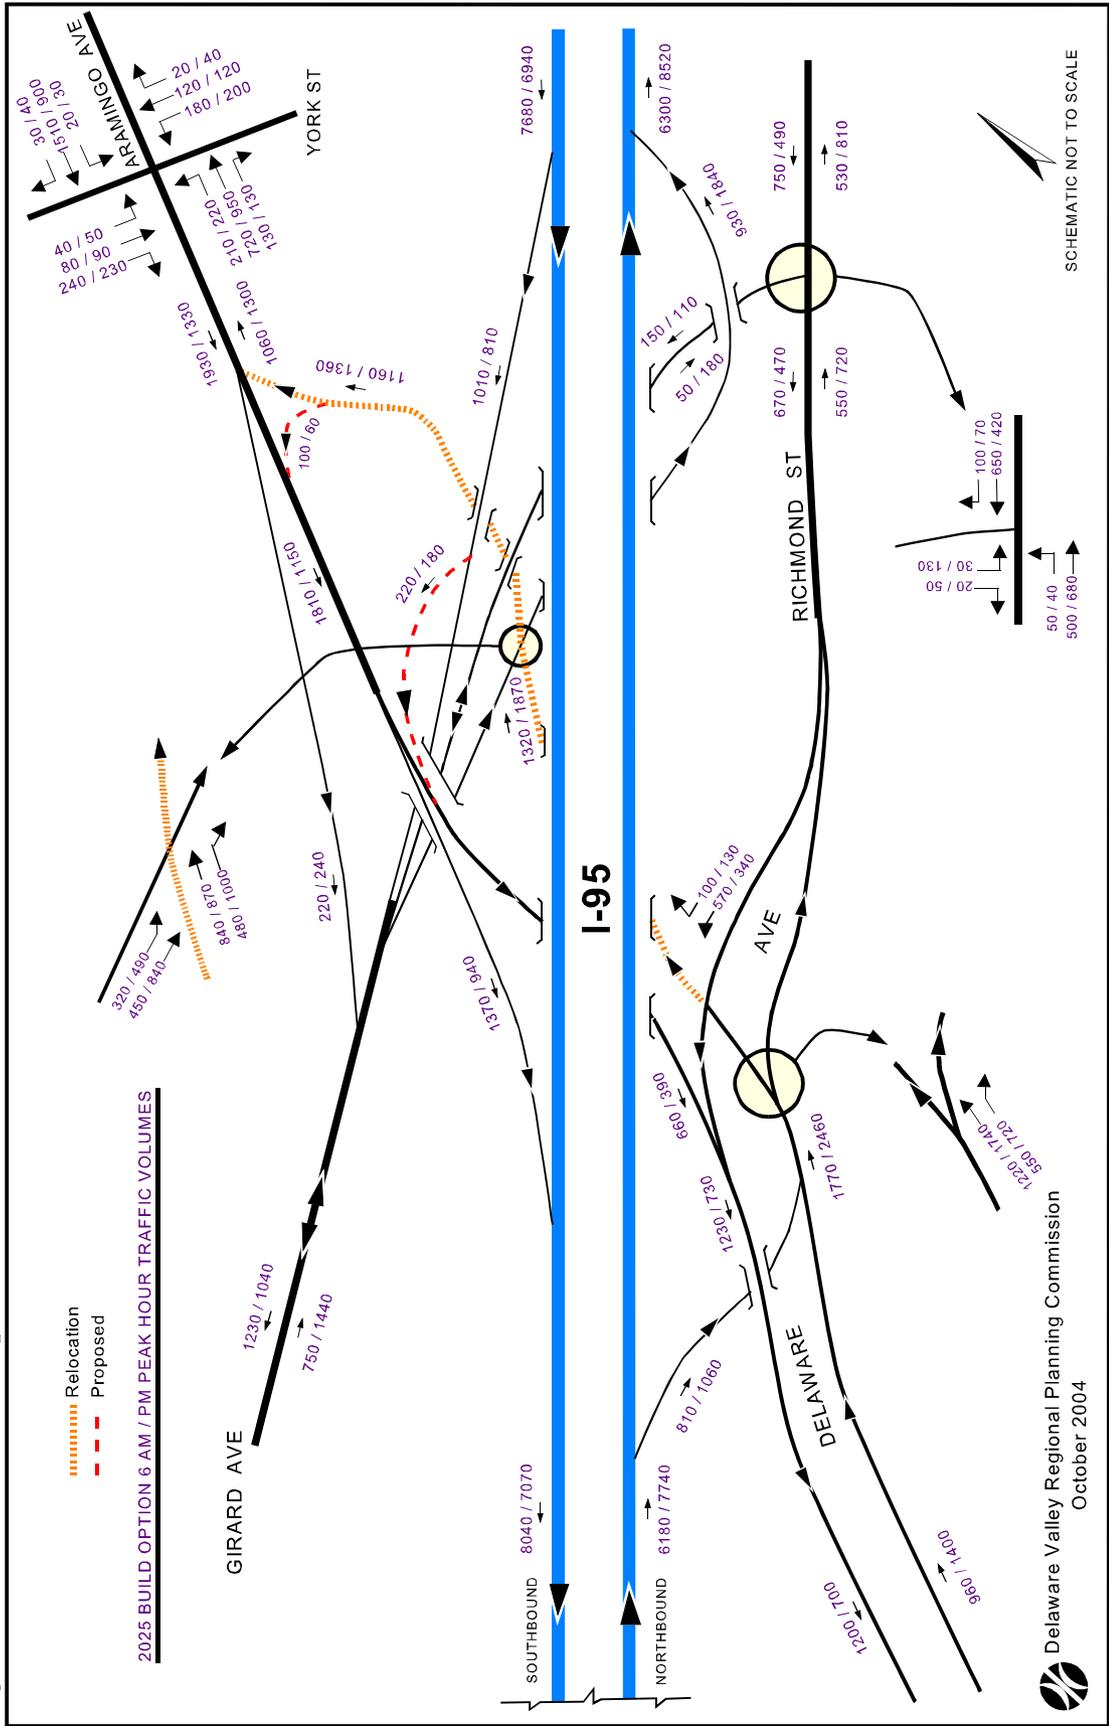 2025 BUILD OPTION 6 AM / PM PEAK HOUR TRAFFIC VOLUMES
Relocation
Proposed
GIRARD AVE
1230 / 1040
750 / 1440
320 / 490
450 / 840
840 / 870
480 / 1000
220 / 240
1370 / 940
1810 / 1150
1930 / 1330
1060 / 1300
1160 / 1360
100 / 60
220 / 180
1010 / 810
1320 / 1870
40 / 50
80 / 90
240 / 230
30 / 40
1510 / 900
20 / 30
ARAMINGO AVE
20 / 40
120 / 120
180 / 200
210 / 220
720 / 950
130 / 130
YORK ST
SOUTHBOUND
8040 / 7070
7680 / 6940
I-95
NORTHBOUND
6180 / 7740
6300 / 8520
810 / 1060
660 / 390
1230 / 730
100 / 130
570 / 340
150 / 110
50 / 180
930 / 1840
DELAWARE
AVE
1770 / 2460
RICHMOND ST
670 / 470
550 / 720
750 / 490
530 / 810
1200 / 700
960 / 1400
1220 / 1740
550 / 720
20 / 50
30 / 130
100 / 70
650 / 420
50 / 40
500 / 680
SCHEMATIC NOT TO SCALE
Delaware Valley Regional Planning Commission
October 2004